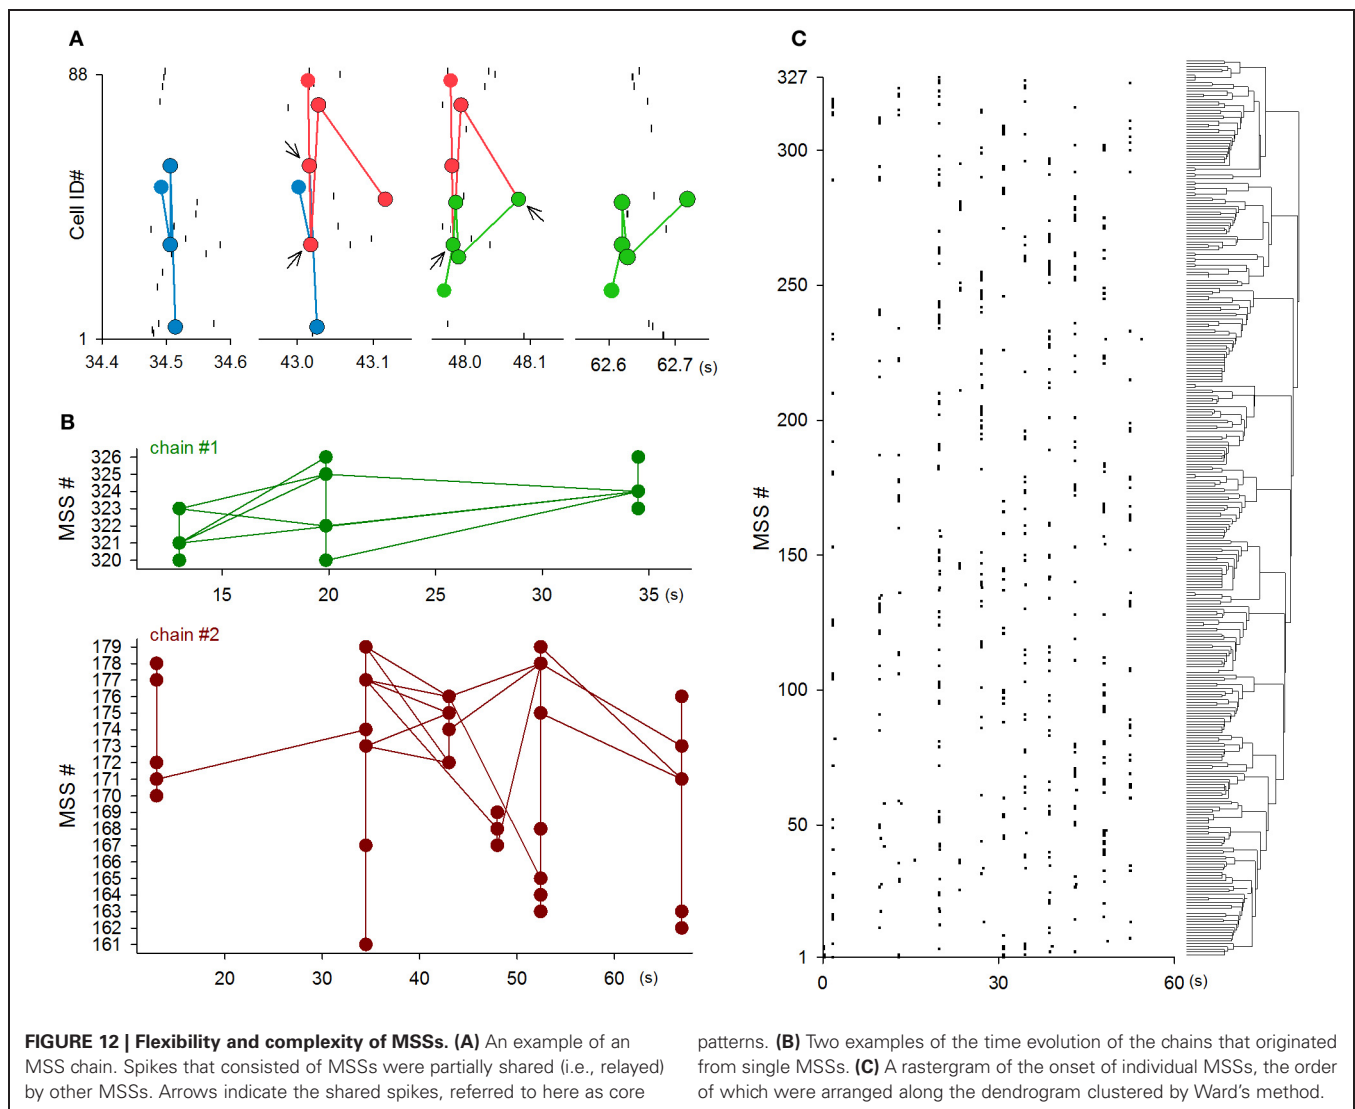 A
88
Cell ID#
1
34.4 34.5 34.6
43.0 43.1
48.0 48.1
62.6 62.7 (s)
B
chain #1
MSS #
326
325
324
323
322
321
320
15 20 25 30 35 (s)
chain #2
MSS #
179
178
177
176
175
174
173
172
171
170
169
168
167
166
165
164
163
162
161
20 30 40 50 60 (s)
C
MSS #
327
300
250
200
150
100
50
1
0 30 60 (s)
FIGURE 12 | Flexibility and complexity of MSSs. (A) An example of an
MSS chain. Spikes that consisted of MSSs were partially shared (i.e., relayed)
by other MSSs. Arrows indicate the shared spikes, referred to here as core
patterns. (B) Two examples of the time evolution of the chains that originated
from single MSSs. (C) A rastergram of the onset of individual MSSs, the order
of which were arranged along the dendrogram clustered by Ward's method.